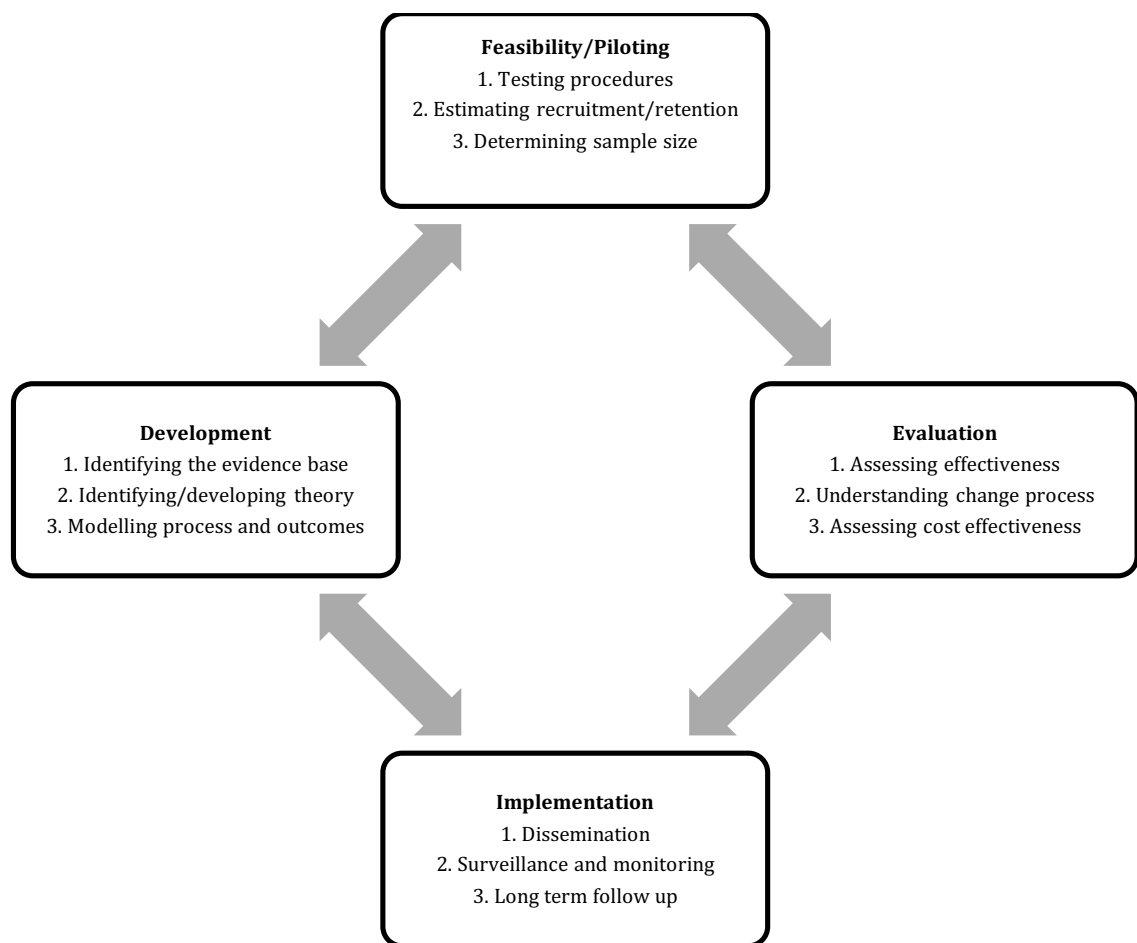 Feasibility/Piloting
1. Testing procedures
2. Estimating recruitment/retention
3. Determining sample size
Development
1. Identifying the evidence base
2. Identifying/developing theory
3. Modelling process and outcomes
Evaluation
1. Assessing effectiveness
2. Understanding change process
3. Assessing cost effectiveness
Implementation
1. Dissemination
2. Surveillance and monitoring
3. Long term follow up